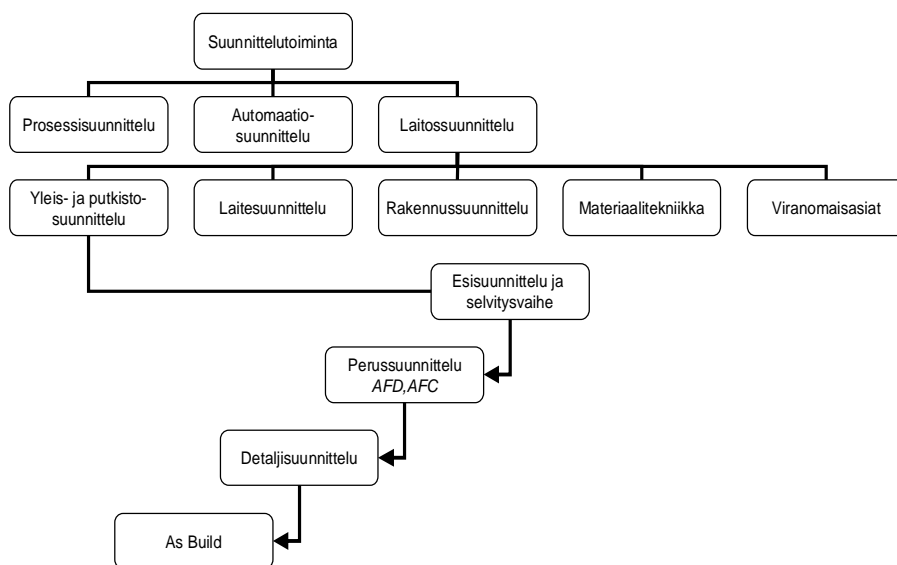 Suunnittelutoiminta
Prosessisuunnittelu
Automaatio-
suunnittelu
Laitossuunnittelu
Yleis- ja putkisto-
suunnittelu
Laitesuunnittelu
Rakennussuunnittelu
Materiaalitekniikka
Viranomaisasiat
Esisuunnittelu ja
selvitysvaihe
Perussuunnittelu
AFD,AFC
Detaljisuunnittelu
As Build